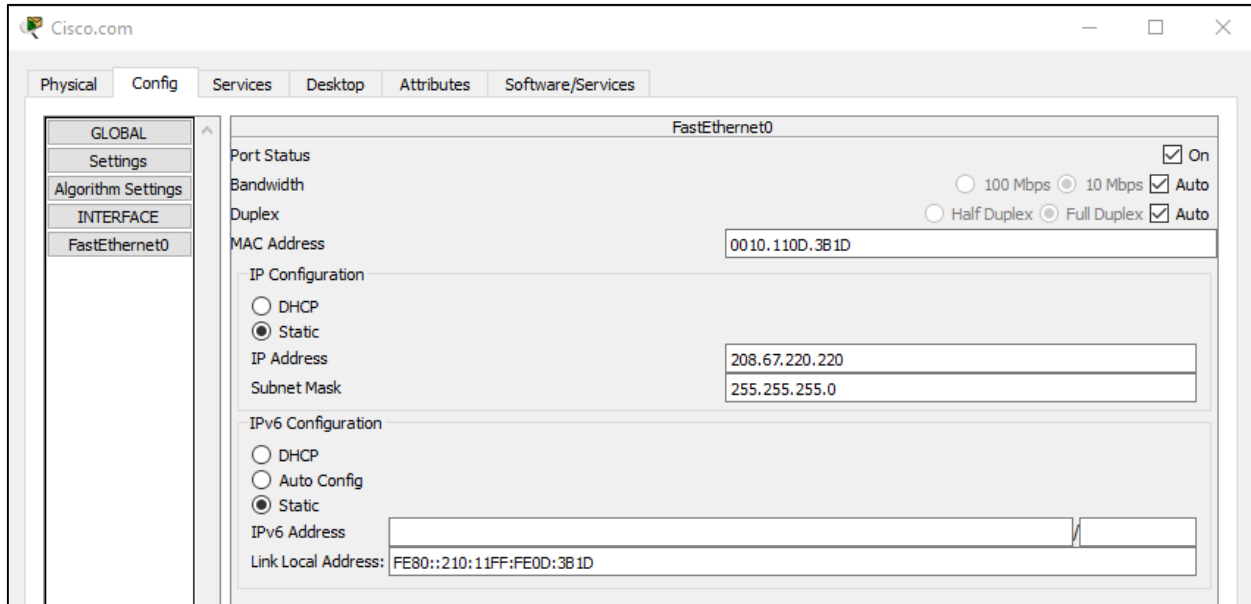 Cisco.com
Physical Config Services Desktop Attributes Software/Services
GLOBAL
Settings
Algorithm Settings
INTERFACE
FastEthernet0
FastEthernet0
Port Status On
Bandwidth 100 Mbps 10 Mbps Auto
Duplex Half Duplex Full Duplex Auto
MAC Address 0010.110D.3B1D
IP Configuration
DHCP
Static
IP Address 208.67.220.220
Subnet Mask 255.255.255.0
IPv6 Configuration
DHCP
Auto Config
Static
IPv6 Address /
Link Local Address: FE80::210:11FF:FE0D:3B1D